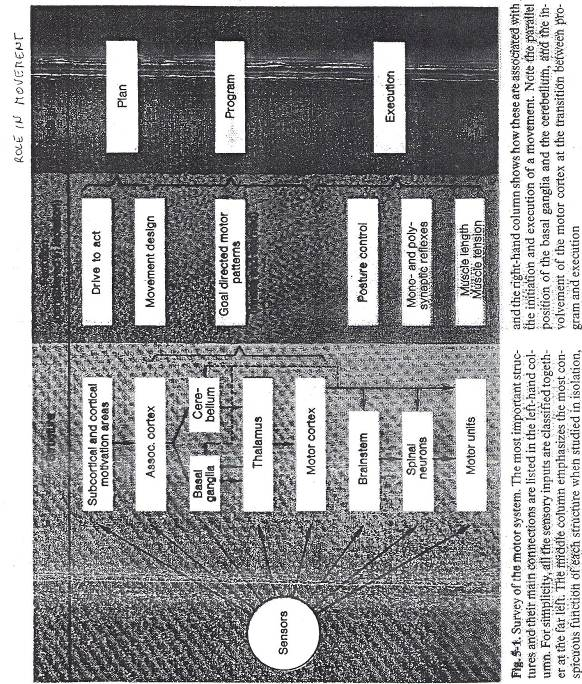 ROLE IN MOVEMENT
Plan
Program
Execution
Drive to act
Movement design
Goal directed motor
patterns
Posture control
Mono- and poly-
synaptic reflexes
Muscle length
Muscle tension
Subcortical and cortical
motivation areas
Assoc. cortex
Basal
ganglia
Cere-
bellum
Thalamus
Motor cortex
Brainstem
Spinal
neurons
Motor units
Sensors
Fig. 5-1. Survey of the motor system. The most important struc-
tures and their main connections are listed in the left-hand col-
umn. For simplicity, all the sensory inputs are classified togeth-
er at the far left. The middle column emphasizes the most con-
spicuous function of each structure when studied in isolation,
and the right-hand column shows how these are associated with
the initiation and execution of a movement. Note the parallel
position of the basal ganglia and the cerebellum, and the in-
volvement of the motor cortex at the transition between pro-
gram and execution